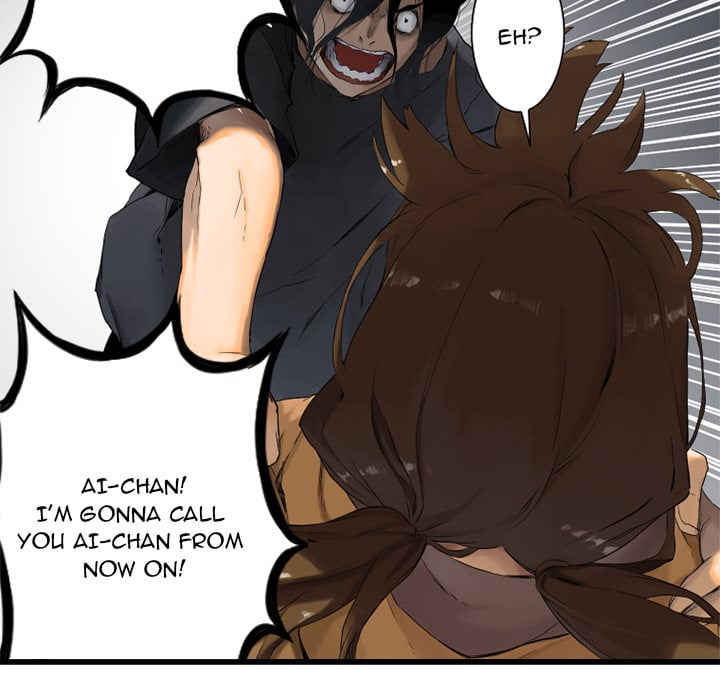 EH?
AI-CHAN!
I'M GONNA CALL
YOU AI-CHAN FROM
NOW ON!